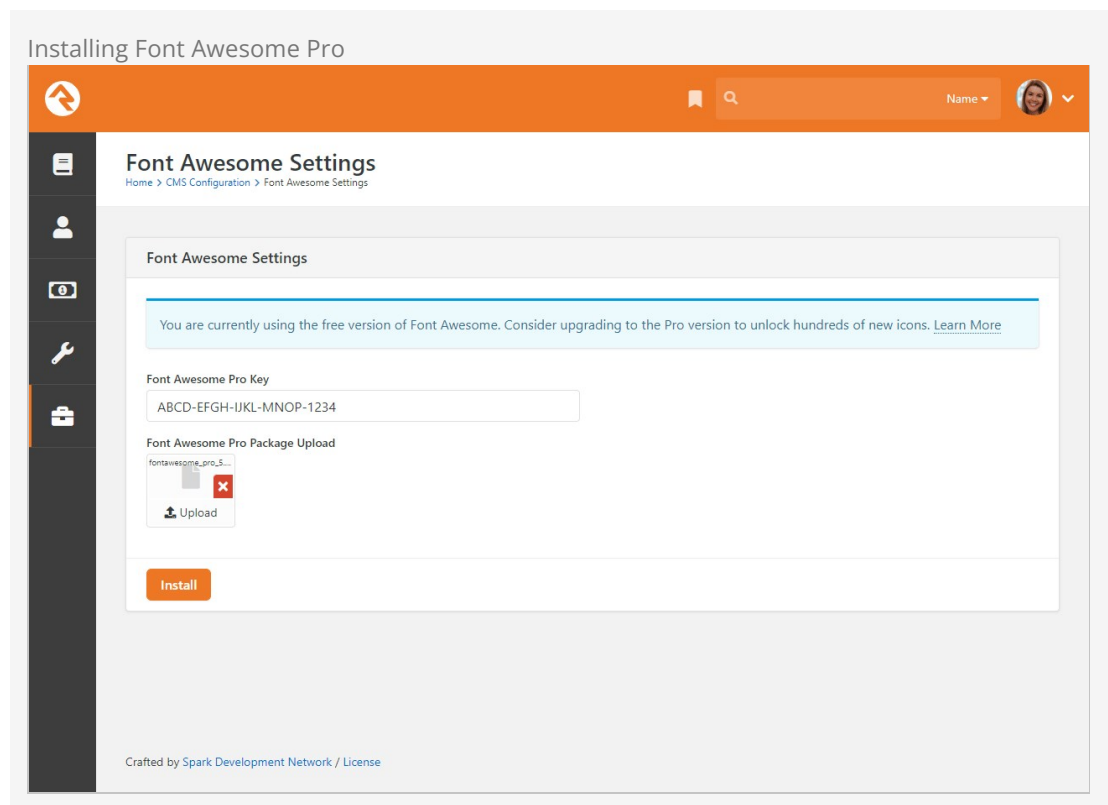 Installing Font Awesome Pro
Name
Font Awesome Settings
Home > CMS Configuration > Font Awesome Settings
Font Awesome Settings
You are currently using the free version of Font Awesome. Consider upgrading to the Pro version to unlock hundreds of new icons. Learn More
Font Awesome Pro Key
ABCD-EFGH-IJKL-MNOP-1234
Font Awesome Pro Package Upload
fontawesome_pro_5....
Upload
Install
Crafted by Spark Development Network / License